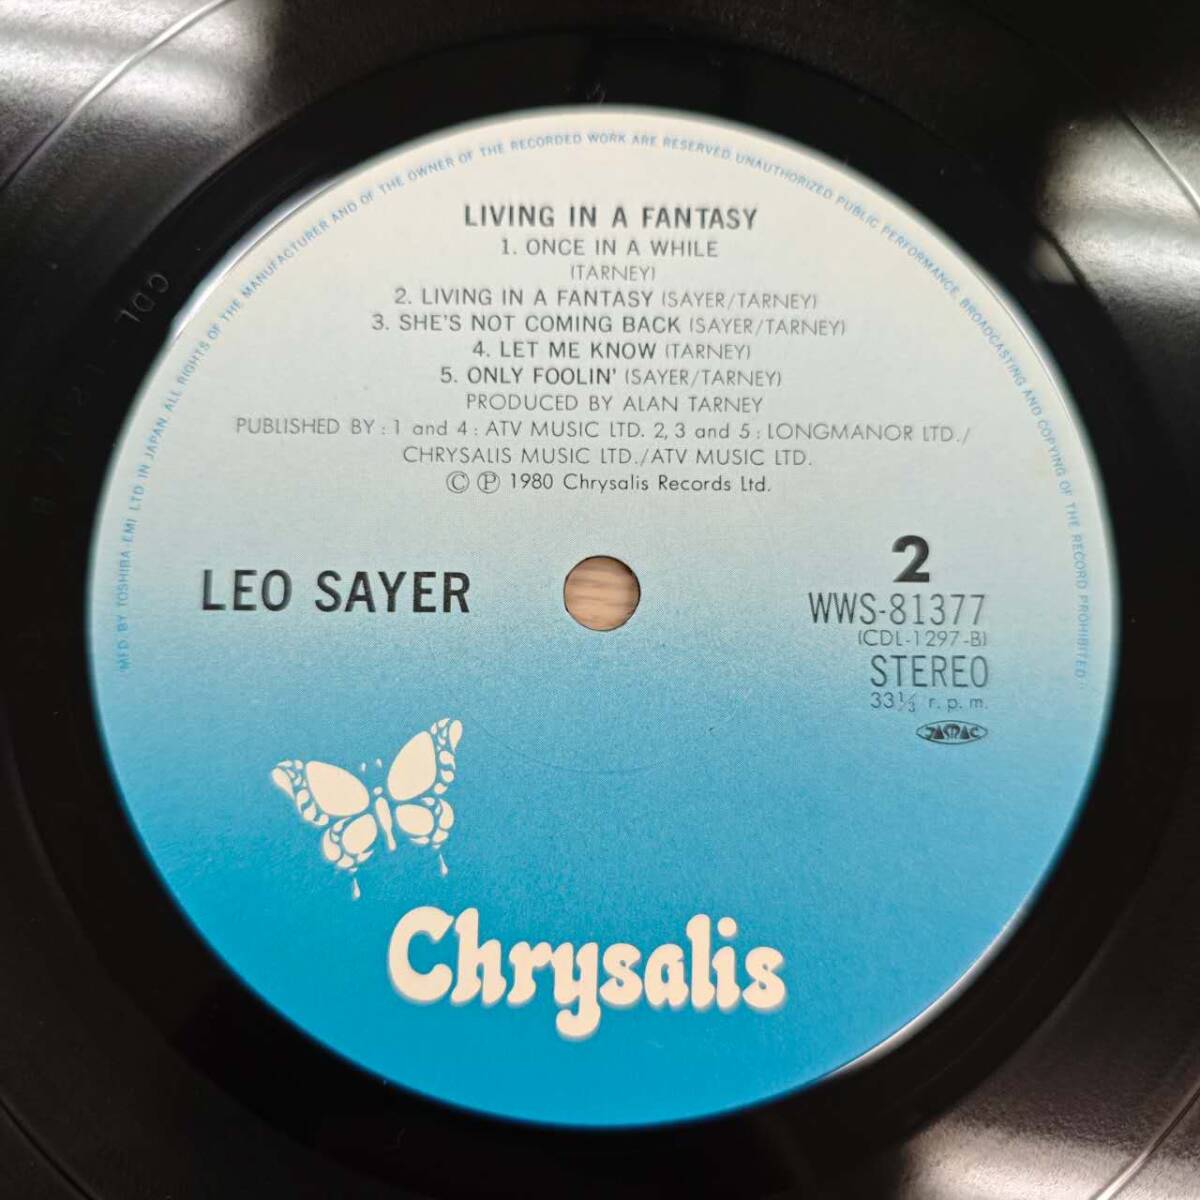 MF'D BY TOSHIBA-EMI LTD IN JAPAN. ALL RIGHTS OF THE MANUFACTURER AND OF THE OWNER OF THE RECORDED WORK ARE RESERVED. UNAUTHORIZED PUBLIC PERFORMANCE, BROADCASTING AND COPYING OF THE RECORD PROHIBITED.
LIVING IN A FANTASY
1. ONCE IN A WHILE
(TARNEY)
2. LIVING IN A FANTASY (SAYER/TARNEY)
3. SHE'S NOT COMING BACK (SAYER/TARNEY)
4. LET ME KNOW (TARNEY)
5. ONLY FOOLIN' (SAYER/TARNEY)
PRODUCED BY ALAN TARNEY
PUBLISHED BY : 1 and 4 : ATV MUSIC LTD. 2, 3 and 5 : LONGMANOR LTD./
CHRYSALIS MUSIC LTD./ATV MUSIC LTD.
© ℗ 1980 Chrysalis Records Ltd.
LEO SAYER
2
WWS-81377
(CDL-1297-B)
STEREO
33⅓ r.p.m.
JASRAC
Chrysalis
CDL